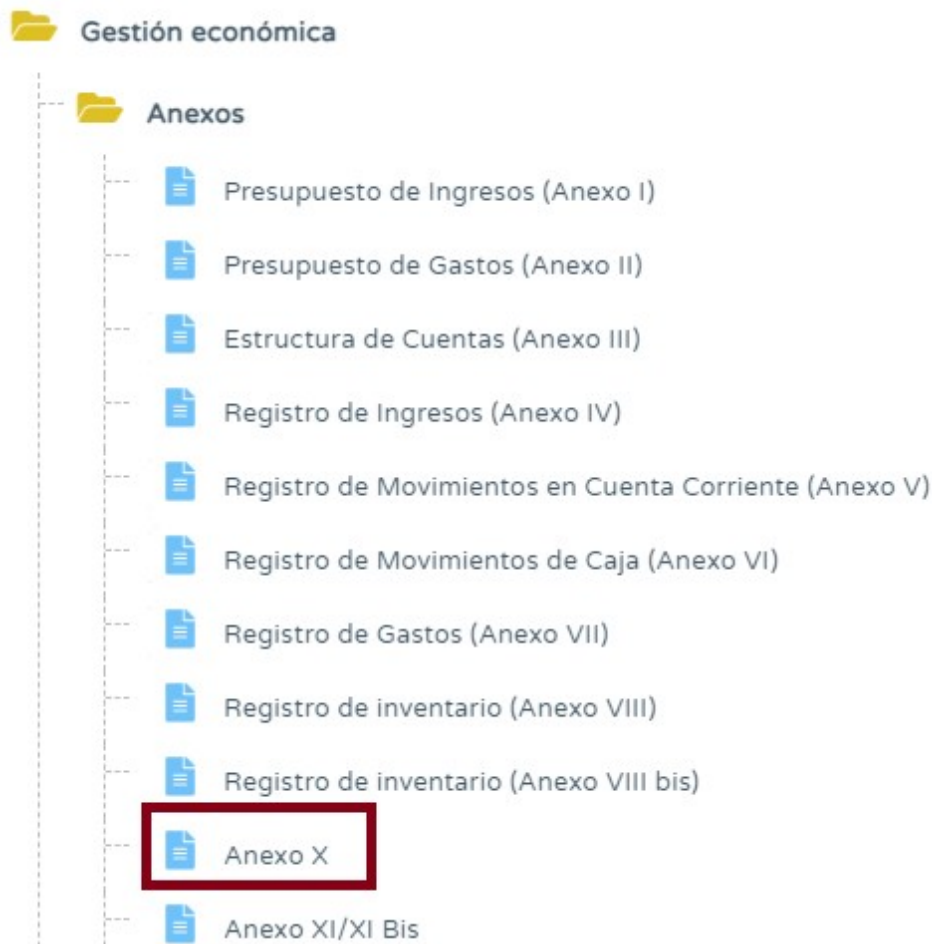 Gestión económica
Anexos
Presupuesto de Ingresos (Anexo I)
Presupuesto de Gastos (Anexo II)
Estructura de Cuentas (Anexo III)
Registro de Ingresos (Anexo IV)
Registro de Movimientos en Cuenta Corriente (Anexo V)
Registro de Movimientos de Caja (Anexo VI)
Registro de Gastos (Anexo VII)
Registro de inventario (Anexo VIII)
Registro de inventario (Anexo VIII bis)
Anexo X
Anexo XI/XI Bis